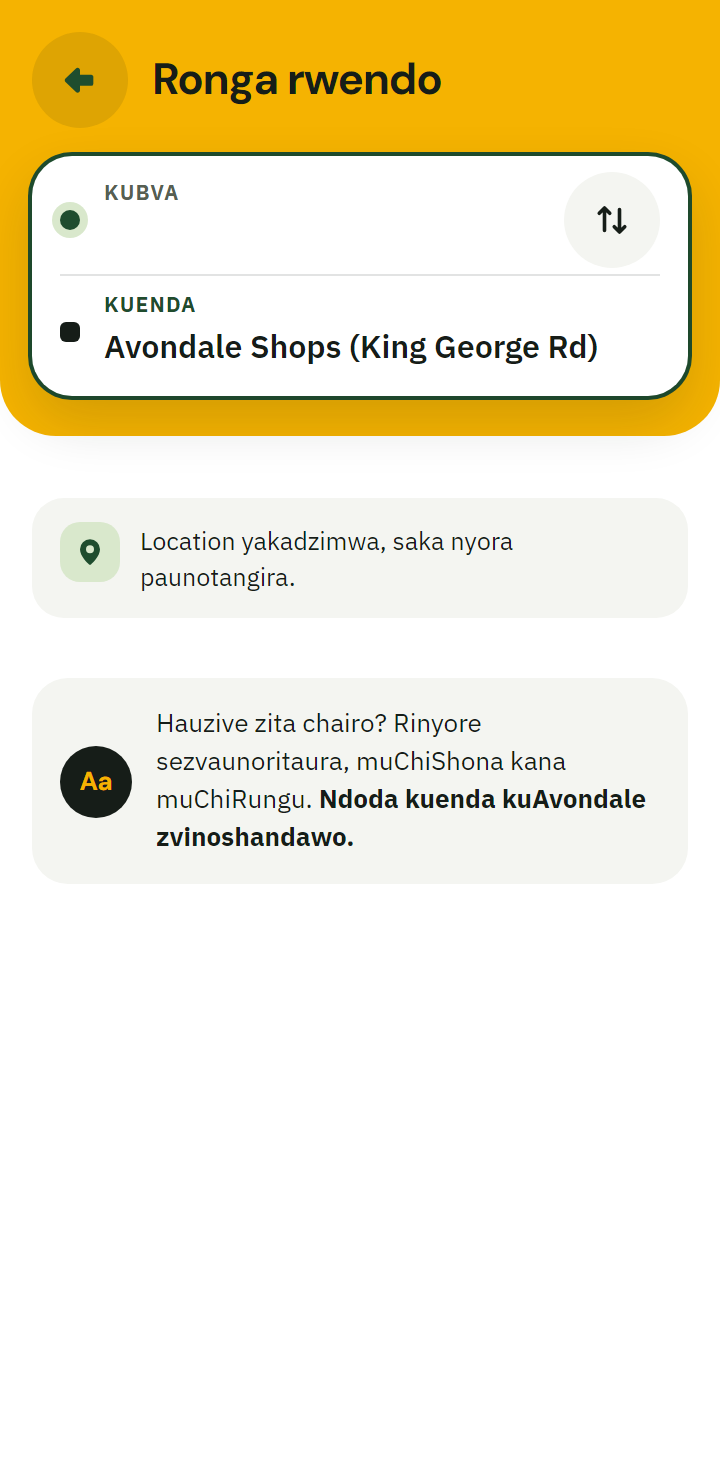 Ronga rwendo
KUBVA
KUENDA
Avondale Shops (King George Rd)
Location yakadzimwa, saka nyora
paunotangira.
Hauzive zita chairo? Rinyore
sezvaunoritaura, muChiShona kana
muChiRungu. Ndoda kuenda kuAvondale
zvinoshandawo.
Aa